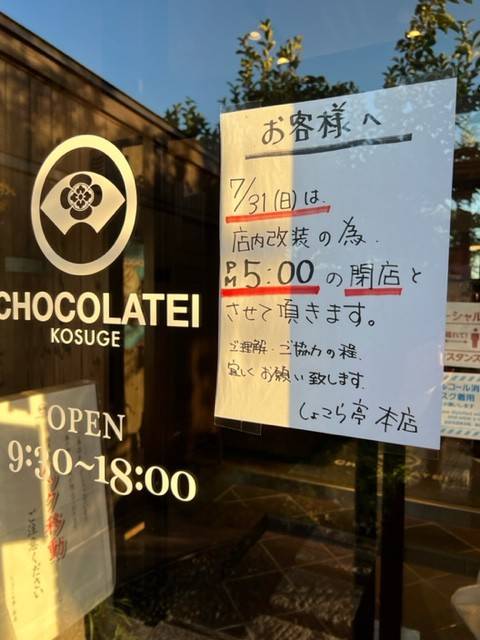 お客様へ
7/31(日)は、
店内改装の為、
PM5:00の閉店と
させて頂きます。
ご理解・ご協力の程、
宜しくお願い致します。
しょこら亭 本店
CHOCOLATEI
KOSUGE
OPEN
9:30~18:00